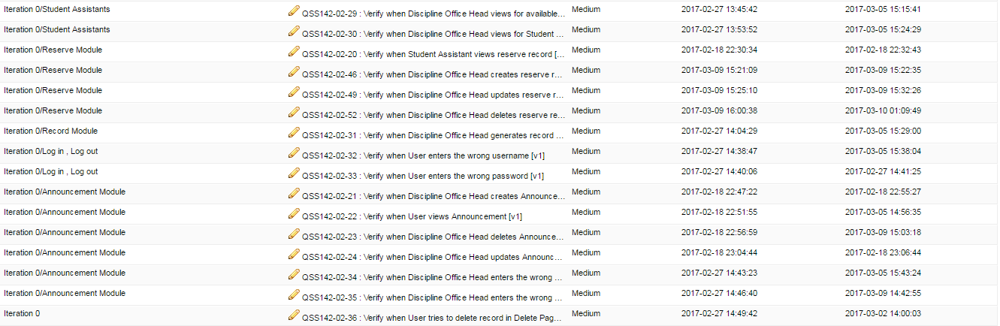 Iteration 0/Student Assistants QSS142-02-29 : Verify when Discipline Office Head views for available... Medium 2017-02-27 13:45:42 2017-03-05 15:15:41
Iteration 0/Student Assistants QSS142-02-30 : Verify when Discipline Office Head views for Student ... Medium 2017-02-27 13:53:52 2017-03-05 15:24:29
Iteration 0/Reserve Module QSS142-02-20 : Verify when Student Assistant views reserve record [... Medium 2017-02-18 22:30:34 2017-02-18 22:32:43
Iteration 0/Reserve Module QSS142-02-46 : Verify when Discipline Office Head creates reserve r... Medium 2017-03-09 15:21:09 2017-03-09 15:22:35
Iteration 0/Reserve Module QSS142-02-49 : Verify when Discipline Office Head updates reserve r... Medium 2017-03-09 15:25:10 2017-03-09 15:32:26
Iteration 0/Reserve Module QSS142-02-52 : Verify when Discipline Office Head deletes reserve re... Medium 2017-03-09 16:00:38 2017-03-10 01:09:49
Iteration 0/Record Module QSS142-02-31 : Verify when Discipline Office Head generates record ... Medium 2017-02-27 14:04:29 2017-03-05 15:29:00
Iteration 0/Log in , Log out QSS142-02-32 : Verify when User enters the wrong username [v1] Medium 2017-02-27 14:38:47 2017-03-05 15:38:04
Iteration 0/Log in , Log out QSS142-02-33 : Verify when User enters the wrong password [v1] Medium 2017-02-27 14:40:06 2017-02-27 14:41:25
Iteration 0/Announcement Module QSS142-02-21 : Verify when Discipline Office Head creates Announce... Medium 2017-02-18 22:47:22 2017-02-18 22:55:27
Iteration 0/Announcement Module QSS142-02-22 : Verify when User views Announcement [v1] Medium 2017-02-18 22:51:55 2017-03-05 14:56:35
Iteration 0/Announcement Module QSS142-02-23 : Verify when Discipline Office Head deletes Announce... Medium 2017-02-18 22:56:59 2017-03-09 15:03:18
Iteration 0/Announcement Module QSS142-02-24 : Verify when Discipline Office Head updates Announc... Medium 2017-02-18 23:04:44 2017-02-18 23:06:44
Iteration 0/Announcement Module QSS142-02-34 : Verify when Discipline Office Head enters the wrong ... Medium 2017-02-27 14:43:23 2017-03-05 15:43:24
Iteration 0/Announcement Module QSS142-02-35 : Verify when Discipline Office Head enters the wrong ... Medium 2017-02-27 14:46:40 2017-03-09 14:42:55
Iteration 0 QSS142-02-36 : Verify when User tries to delete record in Delete Pag... Medium 2017-02-27 14:49:42 2017-03-02 14:00:03